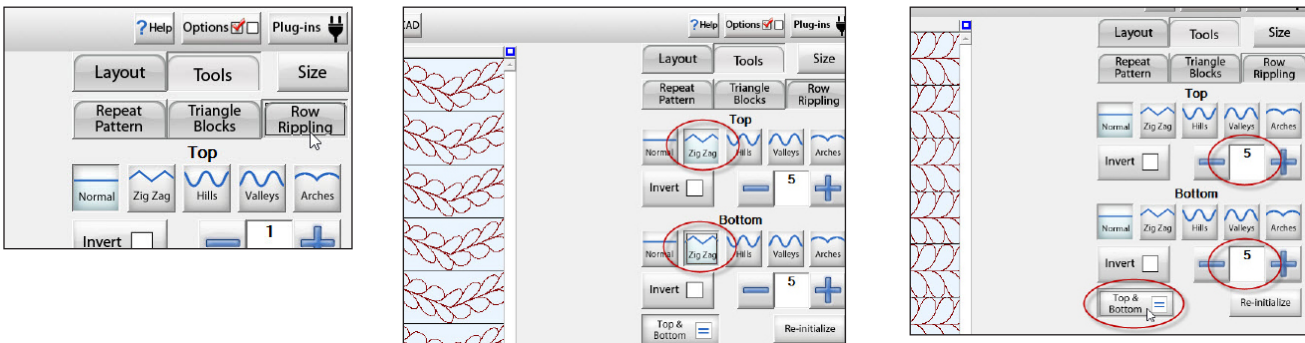 ? Help Options Plug-ins
Layout Tools Size
Repeat Pattern Triangle Blocks Row Rippling
Top
Normal Zig Zag Hills Valleys Arches
Invert 1
CAD ? Help Options Plug-ins
Layout Tools Size
Repeat Pattern Triangle Blocks Row Rippling
Top
Normal Zig Zag Hills Valleys Arches
Invert 5
Bottom
Normal Zig Zag Hills Valleys Arches
Invert 5
Top & Bottom = Re-initialize
Layout Tools Size
Repeat Pattern Triangle Blocks Row Rippling
Top
Normal Zig Zag Hills Valleys Arches
Invert 5
Bottom
Normal Zig Zag Hills Valleys Arches
Invert 5
Top & Bottom = Re-initialize